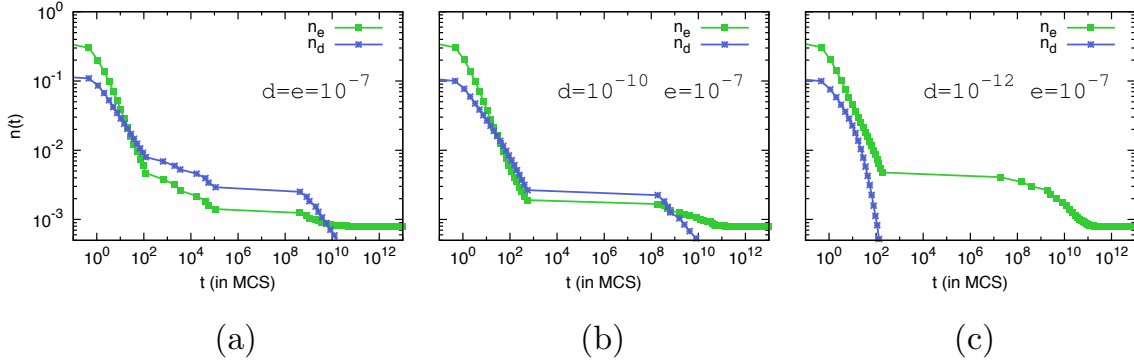 10^0
10^-1
10^-2
10^-3
n(t)
n_e
n_d
d=e=10^-7
10^0 10^2 10^4 10^6 10^8 10^10 10^12
t (in MCS)
(a)
n_e
n_d
d=10^-10 e=10^-7
10^0 10^2 10^4 10^6 10^8 10^10 10^12
t (in MCS)
(b)
n_e
n_d
d=10^-12 e=10^-7
10^0 10^2 10^4 10^6 10^8 10^10 10^12
t (in MCS)
(c)